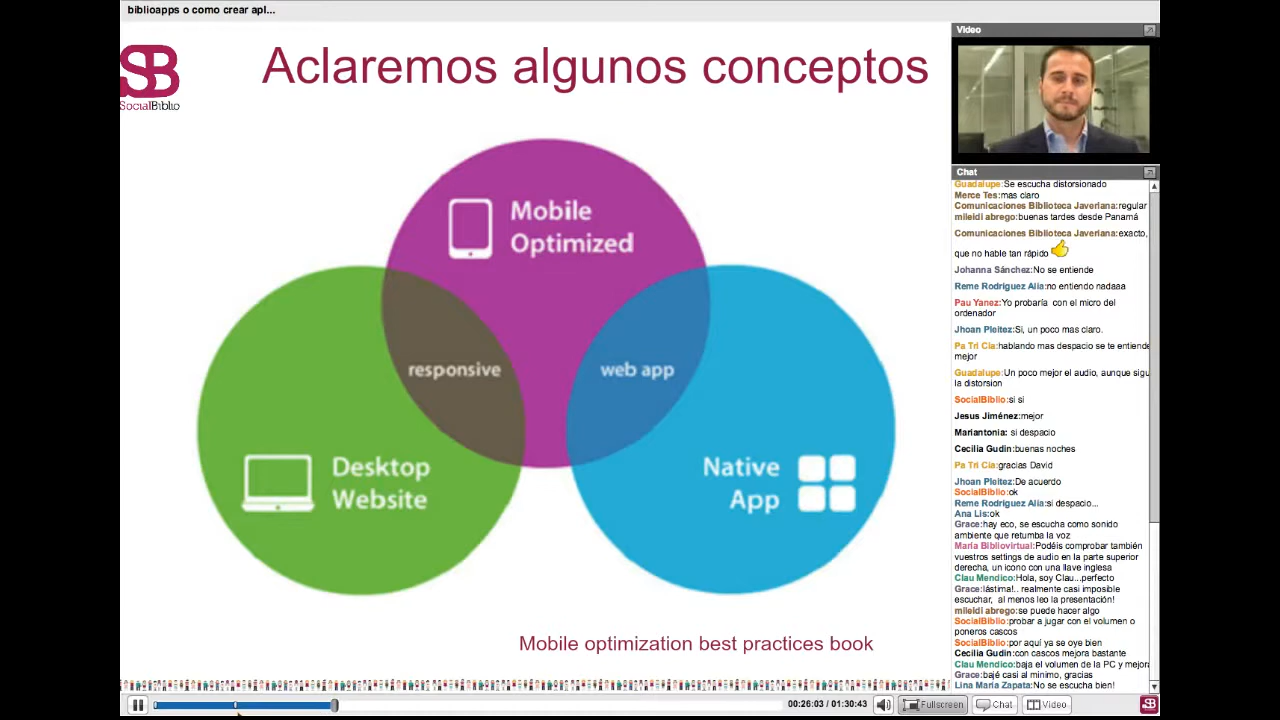 biblioapps o como crear apl...
SB
SocialBiblio
Aclaremos algunos conceptos
Mobile
Optimized
responsive
web app
Desktop
Website
Native
App
Mobile optimization best practices book
Video
Chat
Guadalupe:Se escucha distorsionado
Merce Tes:mas claro
Comunicaciones Biblioteca Javeriana:regular
mileidi abrego:buenas tardes desde Panamá
Comunicaciones Biblioteca Javeriana:exacto,
que no hable tan rápido
Johanna Sánchez:No se entiende
Reme Rodríguez Alia:no entiendo nadaaa
Pau Yanez:Yo probaría con el micro del
ordenador
Jhoan Pleitez:Si, un poco mas claro.
Pa Tri Cia:hablando mas despacio se te entiende
mejor
Guadalupe:Un poco mejor el audio, aunque sigu
la distorsion
SocialBiblio:si si
Jesus Jiménez:mejor
Mariantonia: si despacio
Cecilia Gudin:buenas noches
Pa Tri Cia:gracias David
Jhoan Pleitez:De acuerdo
SocialBiblio:ok
Reme Rodríguez Alia:si despacio...
Ana Lis:ok
Grace:hay eco, se escucha como sonido
ambiente que retumba la voz
María Bibliovirtual:Podéis comprobar también
vuestros settings de audio en la parte superior
derecha, un icono con una llave inglesa
Clau Mendico:Hola, soy Clau...perfecto
Grace:lástima!.. realmente casi imposible
escuchar, al menos leo la presentación!
mileidi abrego:se puede hacer algo
SocialBiblio:probar a jugar con el volumen o
poneros cascos
SocialBiblio:por aquí ya se oye bien
Cecilia Gudin:con cascos mejora bastante
Clau Mendico:baja el volumen de la PC y mejora
Grace:bajé casi al mínimo, gracias
Lina María Zapata:No se escucha bien!
00:26:03 / 01:30:43
Fullscreen
Chat
Video
SB